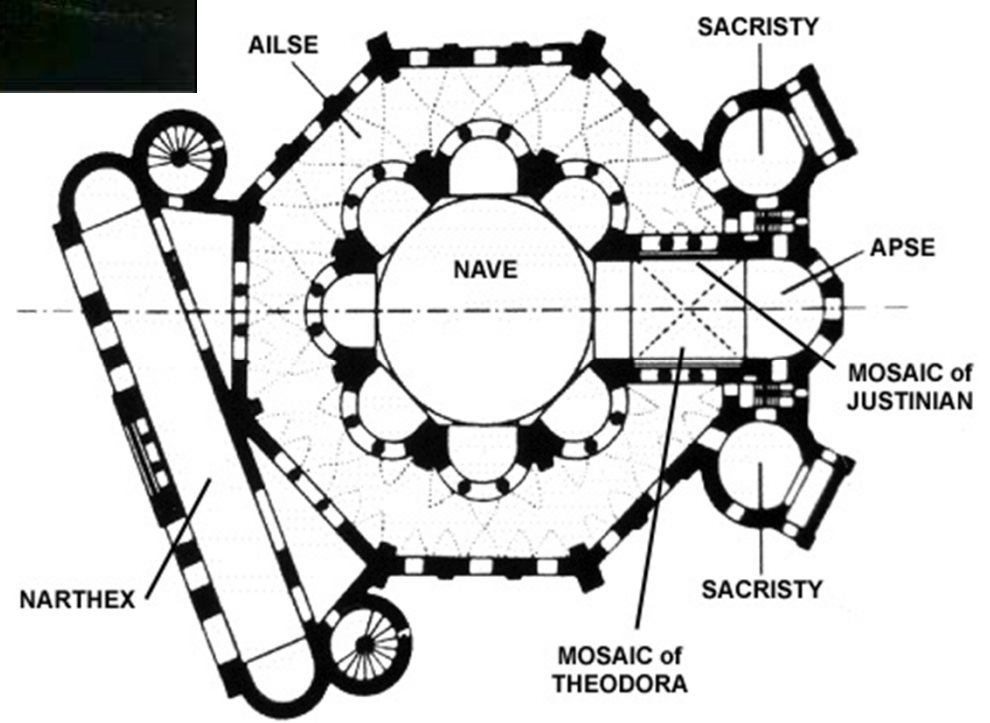 SACRISTY
AILSE
APSE
NAVE
MOSAIC of
JUSTINIAN
NARTHEX
SACRISTY
MOSAIC of
THEODORA